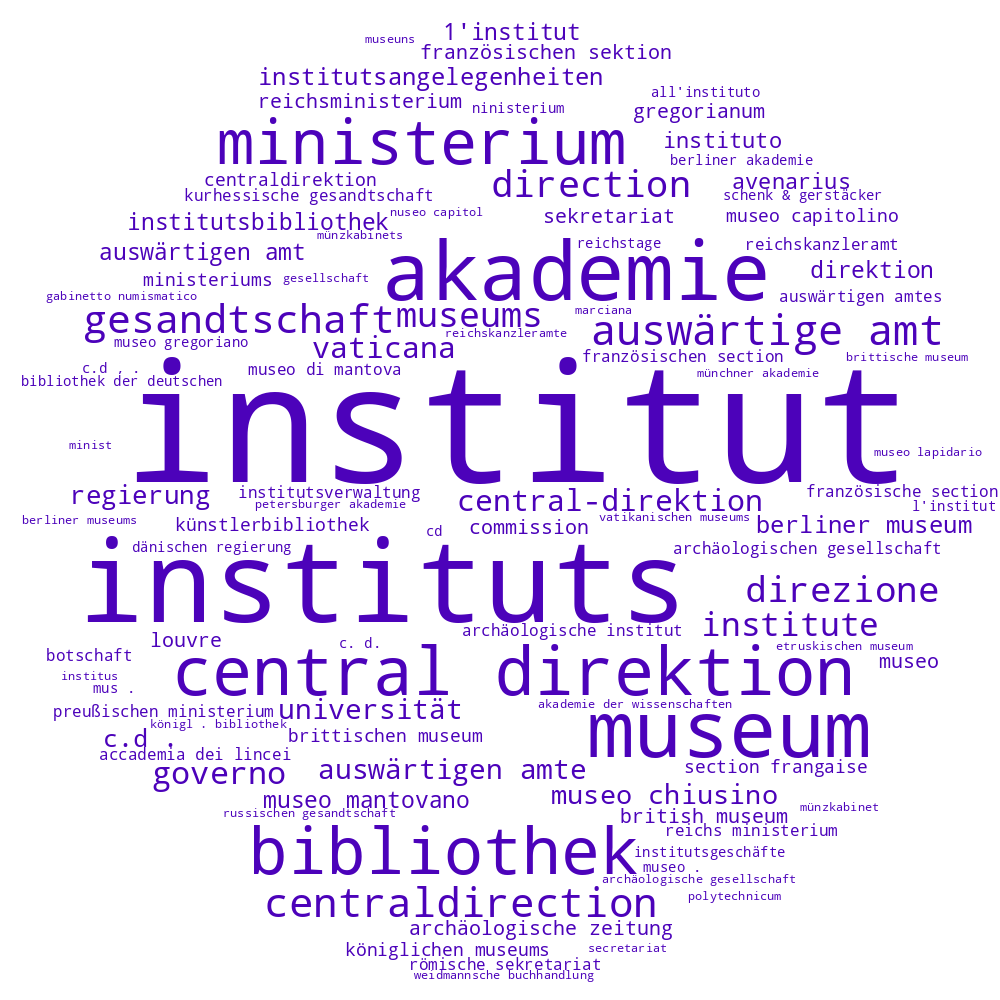 1'institut
museuns
französischen sektion
institutsangelegenheiten
all'instituto
reichsministerium
ninisterium
gregorianum
ministerium
instituto
berliner akademie
centraldirektion
direction
avenarius
kurhessische gesandtschaft
schenk & gerstäcker
nuseo capitol
sekretariat
museo capitolino
institutsbibliothek
münzkabinets
auswärtigen amt
reichstage
reichskanzleramt
akademie
direktion
ministeriums
gesellschaft
gabinetto numismatico
auswärtigen amtes
marciana
gesandtschaft
museums
auswärtige amt
reichskanzleramte
museo gregoriano
vaticana
französischen section
brittische museum
c.d , .
museo di mantova
münchner akademie
bibliothek der deutschen
institut
minist
museo lapidario
regierung
institutsverwaltung
central-direktion
französische section
petersburger akademie
l'institut
berliner museums
künstlerbibliothek
cd
commission
vatikanischen museums
berliner museum
dänischen regierung
archäologischen gesellschaft
instituts
direzione
institute
archäologische institut
louvre
c. d.
etruskischen museum
botschaft
museo
central direktion
institus
mus .
akademie der wissenschaften
preußischen ministerium
universität
königl . bibliothek
museum
c.d .
brittischen museum
accademia dei lincei
governo
auswärtigen amte
section frangaise
museo mantovano
museo chiusino
münzkabinet
russischen gesandtschaft
british museum
reichs ministerium
bibliothek
institutsgeschäfte
museo .
archäologische gesellschaft
centraldirection
polytechnicum
archäologische zeitung
königlichen museums
secretariat
römische sekretariat
weidmannsche buchhandlung